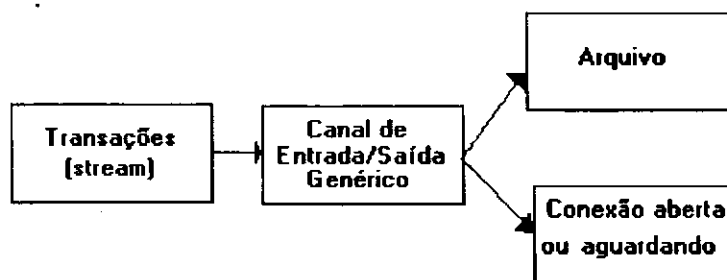 Arquivo
Transações
(stream)
Canal de
Entrada/Saída
Genérico
Conexão aberta
ou aguardando